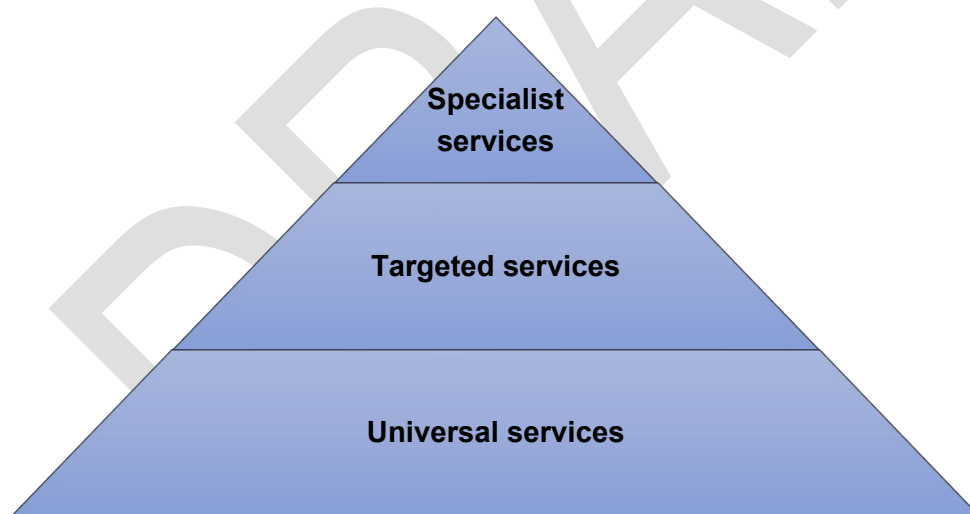 Specialist
services
Targeted services
Universal services